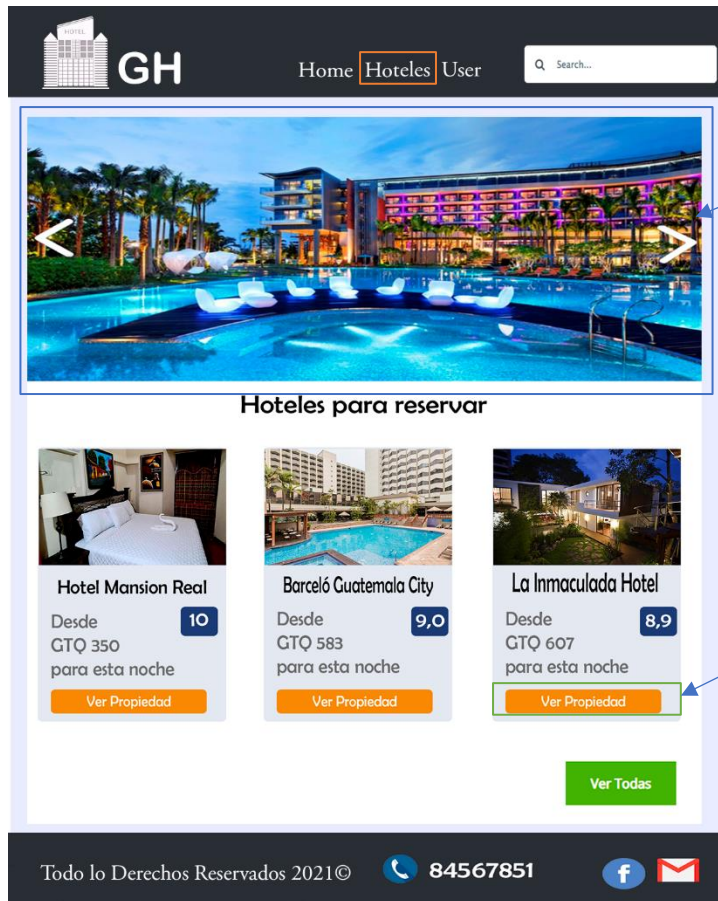 HOTEL
GH
Home Hoteles User
Search...
Hoteles para reservar
Hotel Mansion Real
Desde
10
GTQ 350
para esta noche
Ver Propiedad
Barceló Guatemala City
Desde
9,0
GTQ 583
para esta noche
Ver Propiedad
La Inmaculada Hotel
Desde
8,9
GTQ 607
para esta noche
Ver Propiedad
Ver Todas
Todo lo Derechos Reservados 2021©
84567851
f